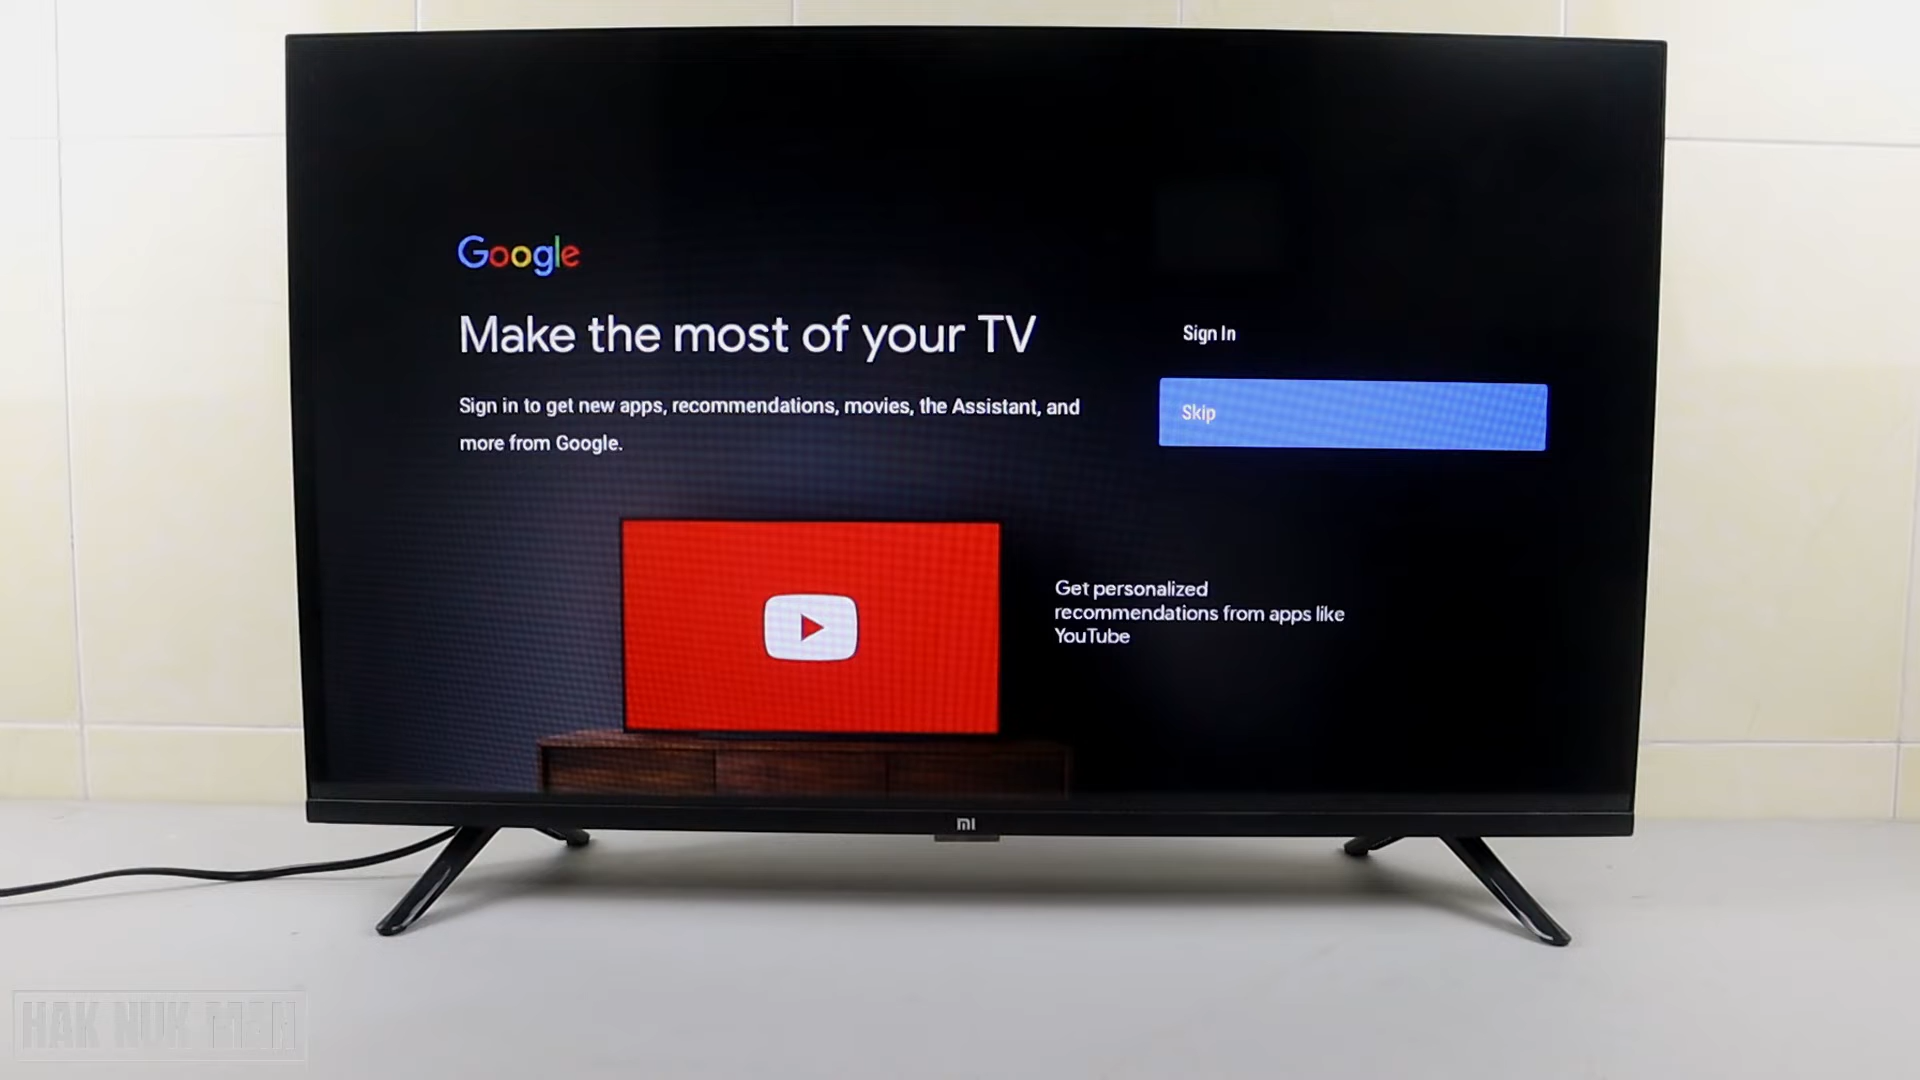 Google
Make the most of your TV
Sign in to get new apps, recommendations, movies, the Assistant, and
more from Google.
Sign In
Skip
Get personalized
recommendations from apps like
YouTube
mi
HAK NUK MAN